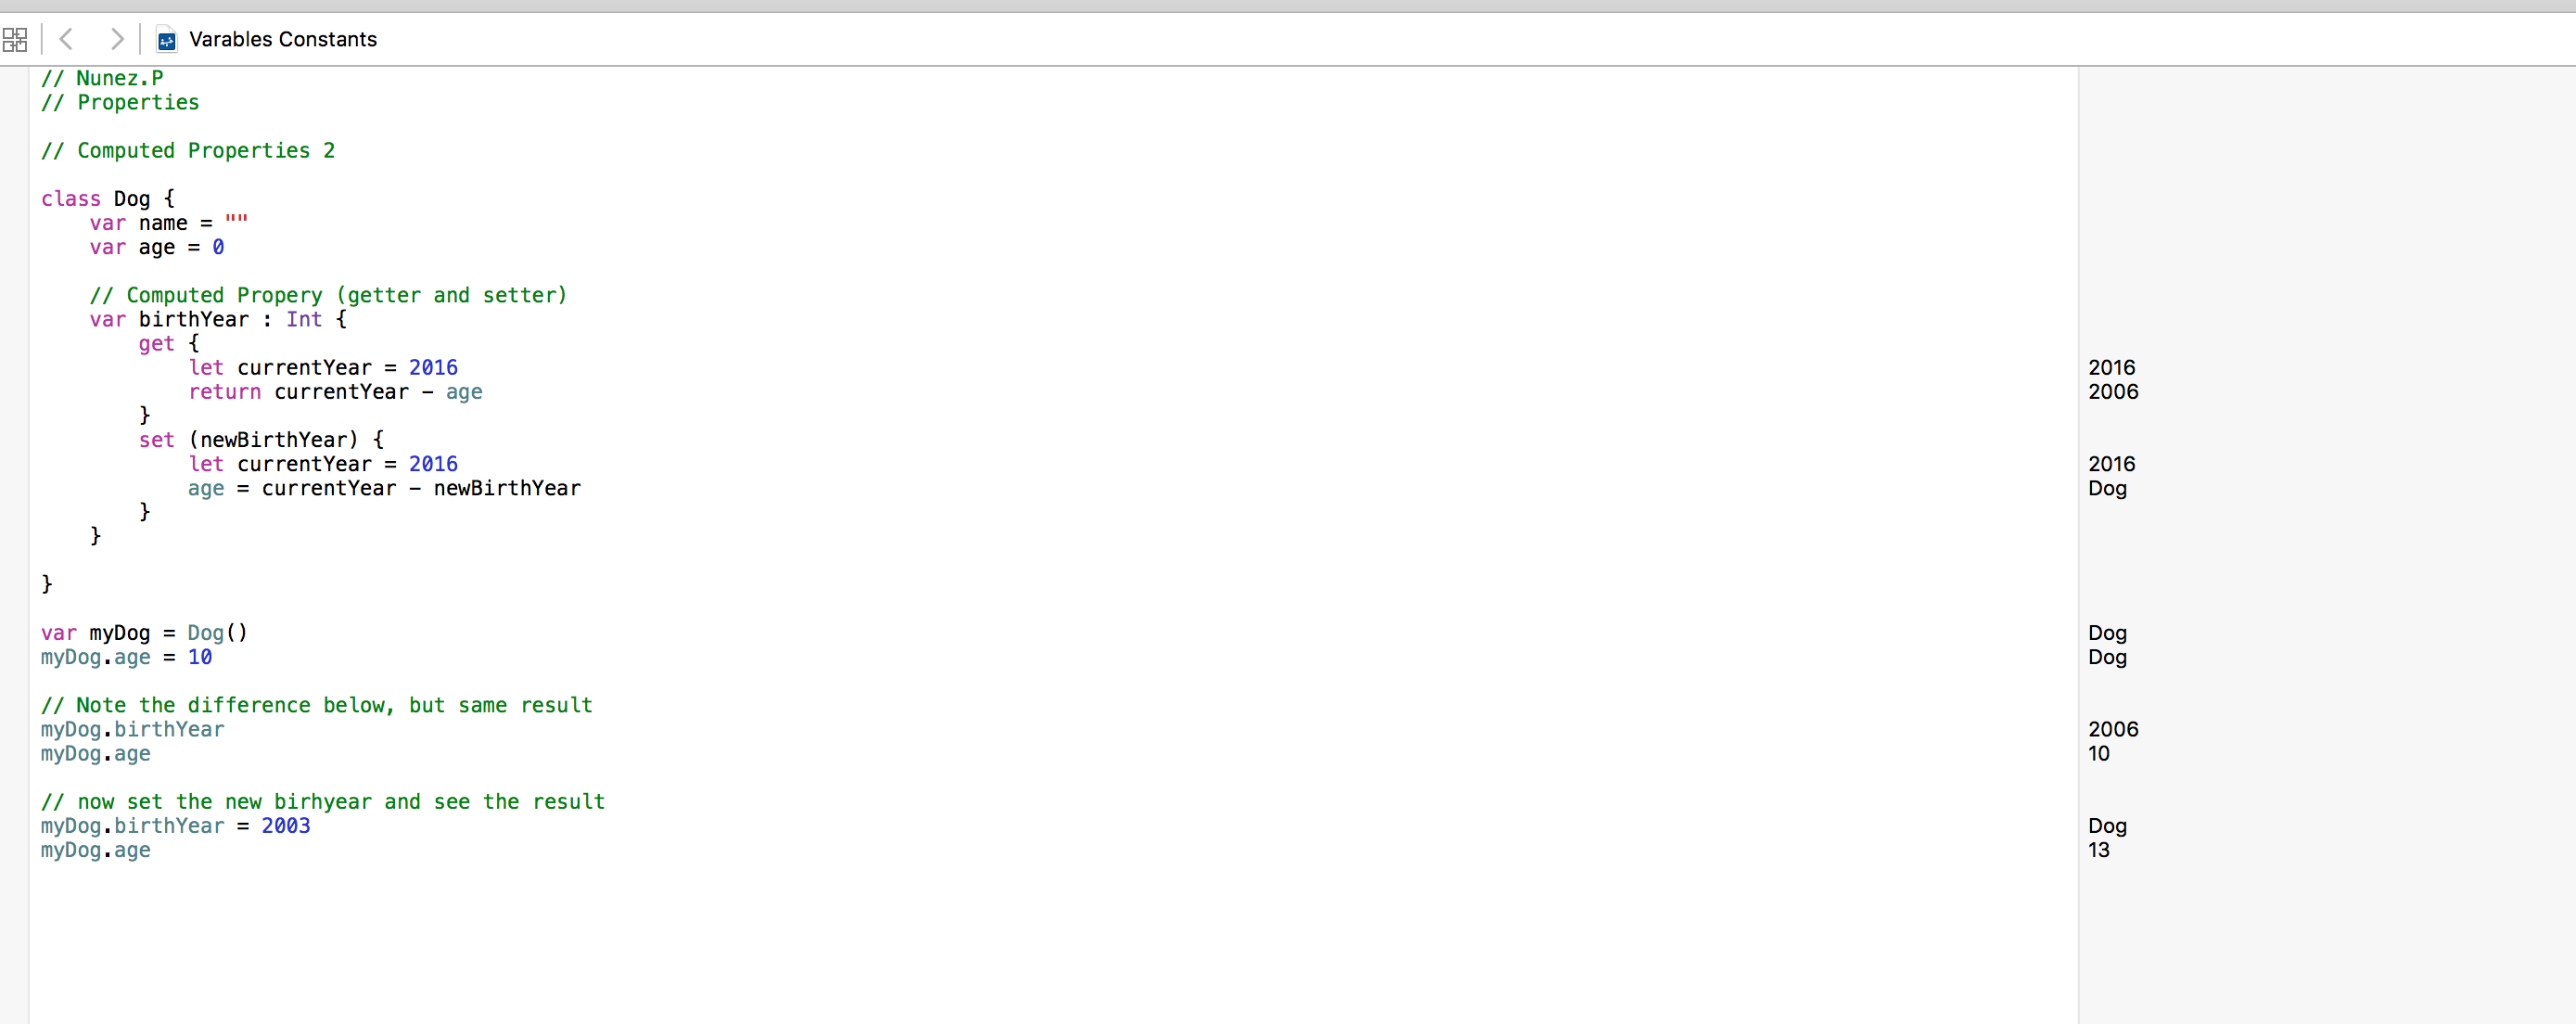 Varables Constants
// Nunez.P
// Properties
// Computed Properties 2
class Dog {
var name = ""
var age = 0
// Computed Propery (getter and setter)
var birthYear : Int {
get {
let currentYear = 2016 2016
return currentYear - age 2006
}
set (newBirthYear) {
let currentYear = 2016 2016
age = currentYear - newBirthYear Dog
}
}
}
var myDog = Dog() Dog
myDog.age = 10 Dog
// Note the difference below, but same result
myDog.birthYear 2006
myDog.age 10
// now set the new birhyear and see the result
myDog.birthYear = 2003 Dog
myDog.age 13